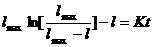 l_max ln[l_max / (l_max − l)] − l = Kt